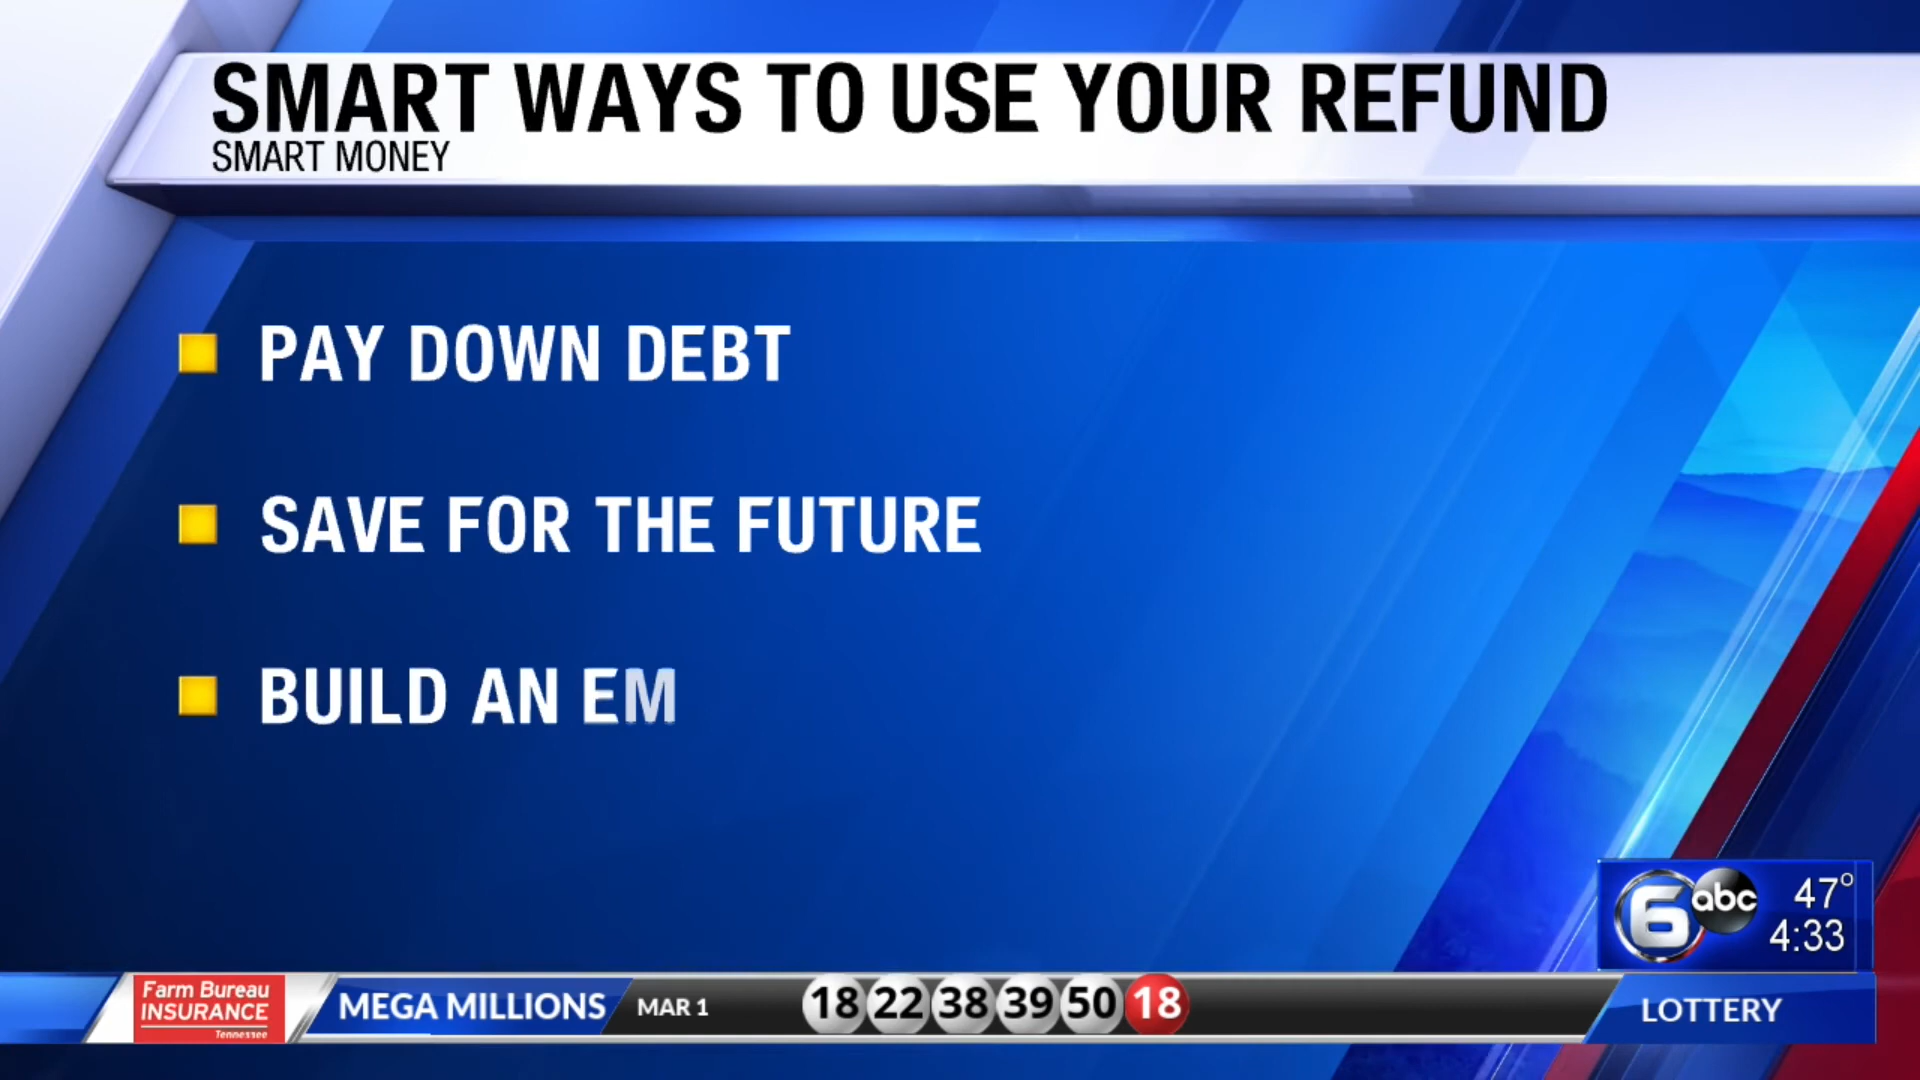 SMART WAYS TO USE YOUR REFUND
SMART MONEY
PAY DOWN DEBT
SAVE FOR THE FUTURE
BUILD AN EM
6 abc 47°
4:33
Farm Bureau
INSURANCE
Tennessee
MEGA MILLIONS MAR 1 18 22 38 39 50 18 LOTTERY